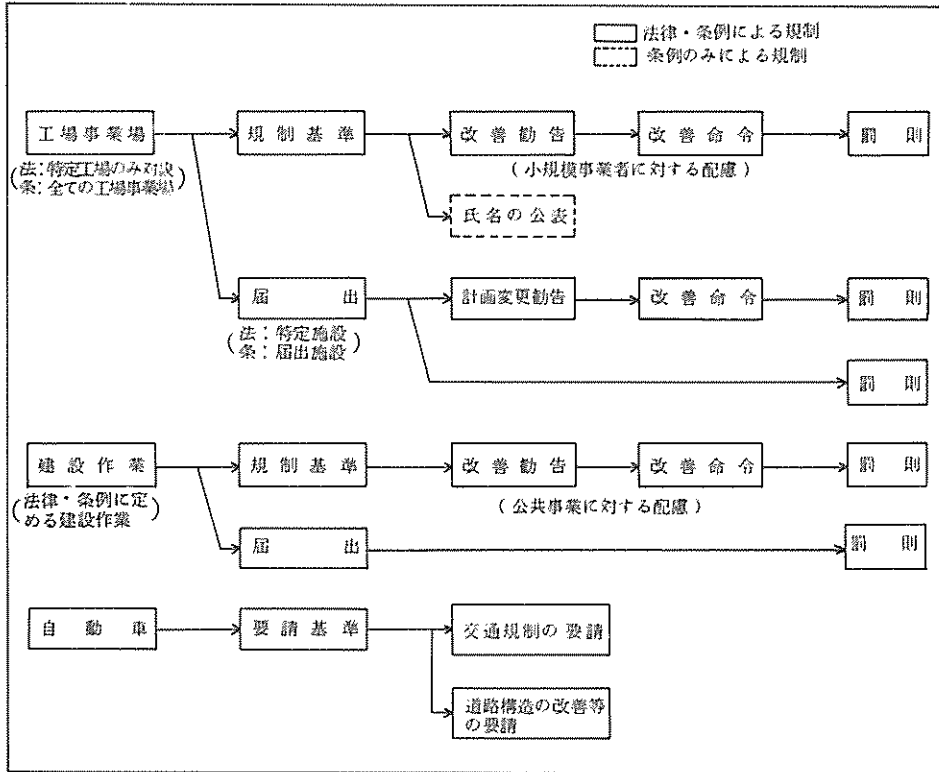 法律・条例による規制
条例のみによる規制
工場事業場
規制基準
改善勧告
改善命令
罰則
(法:特定工場のみ対象
条:全ての工場事業場)
(小規模事業者に対する配慮)
氏名の公表
届出
計画変更勧告
改善命令
罰則
(法:特定施設
条:届出施設)
罰則
建設作業
規制基準
改善勧告
改善命令
罰則
(法律・条例に定
める建設作業)
(公共事業に対する配慮)
届出
罰則
自動車
要請基準
交通規制の要請
道路構造の改善等
の要請